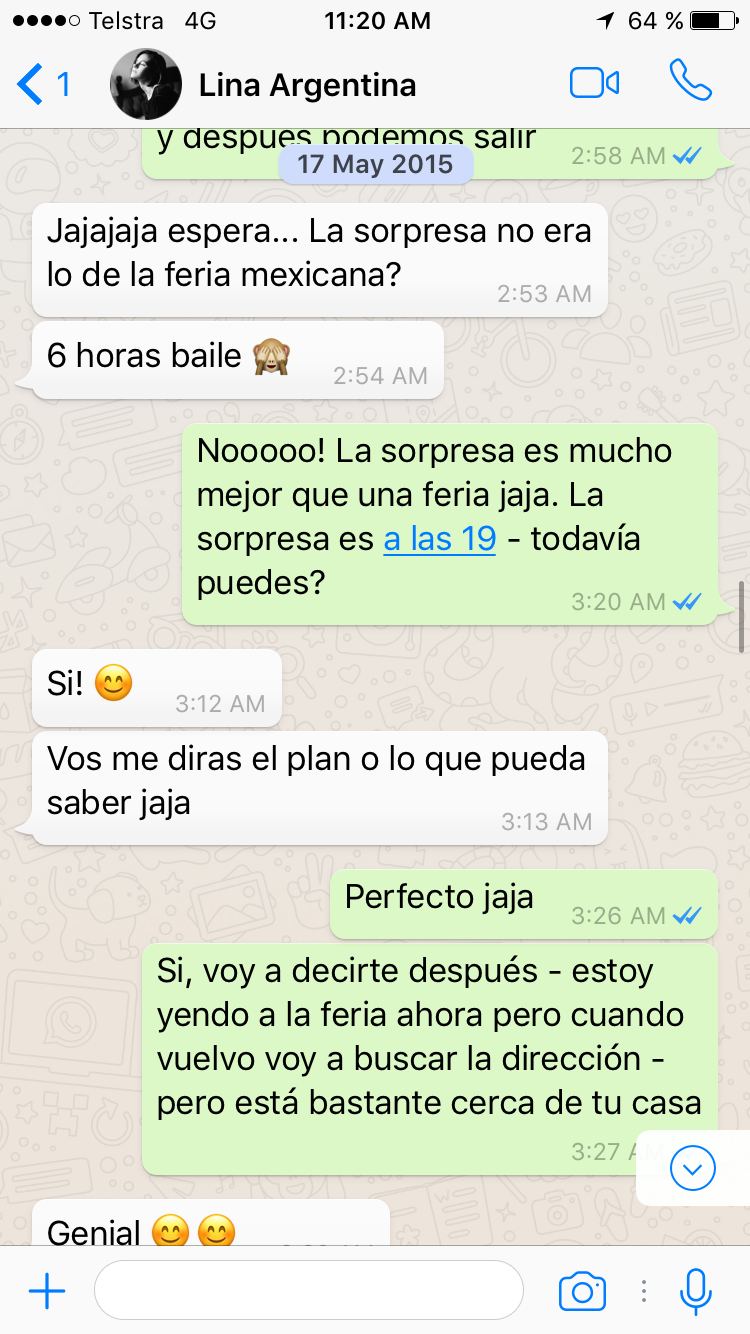 Telstra 4G 11:20 AM 64 %
1 Lina Argentina
y después podemos salir
2:58 AM
17 May 2015
Jajajaja espera... La sorpresa no era
lo de la feria mexicana?
2:53 AM
6 horas baile 🙈
2:54 AM
Nooooo! La sorpresa es mucho
mejor que una feria jaja. La
sorpresa es a las 19 - todavía
puedes?
3:20 AM
Si! 😊
3:12 AM
Vos me diras el plan o lo que pueda
saber jaja
3:13 AM
Perfecto jaja
3:26 AM
Si, voy a decirte después - estoy
yendo a la feria ahora pero cuando
vuelvo voy a buscar la dirección -
pero está bastante cerca de tu casa
3:27 AM
Genial 😊😊